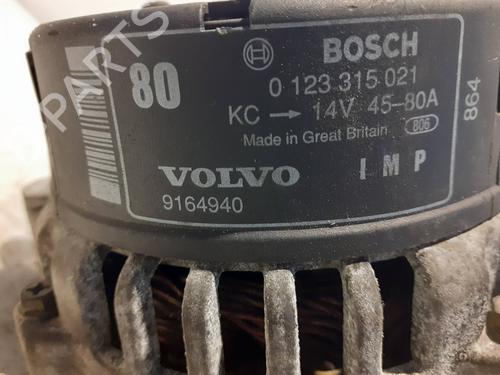 PARTS
80
BOSCH
0 123 315 021
KC → 14V 45-80A
Made in Great Britain 806
864
VOLVO
9164940
I M P